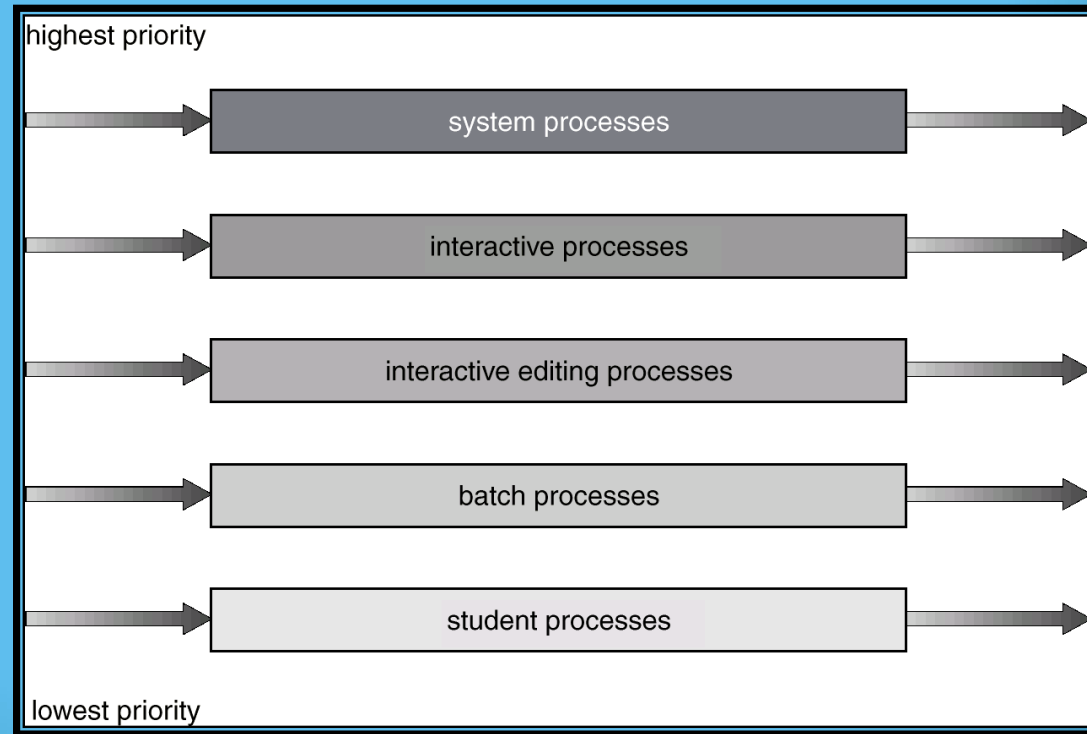 highest priority
system processes
interactive processes
interactive editing processes
batch processes
student processes
lowest priority